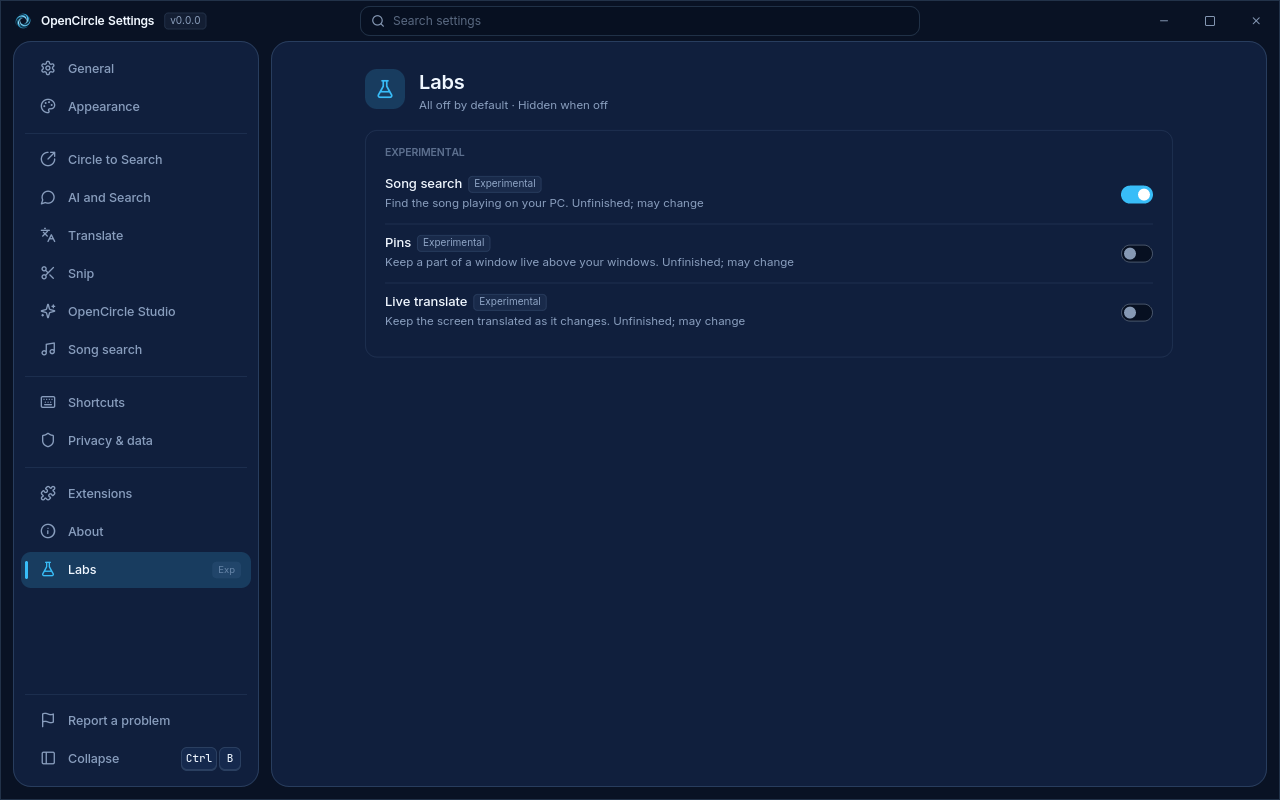 OpenCircle Settings v0.0.0
Search settings
General
Appearance
Circle to Search
AI and Search
Translate
Snip
OpenCircle Studio
Song search
Shortcuts
Privacy & data
Extensions
About
Labs Exp
Report a problem
Collapse Ctrl B
Labs
All off by default · Hidden when off
EXPERIMENTAL
Song search Experimental
Find the song playing on your PC. Unfinished; may change
Pins Experimental
Keep a part of a window live above your windows. Unfinished; may change
Live translate Experimental
Keep the screen translated as it changes. Unfinished; may change